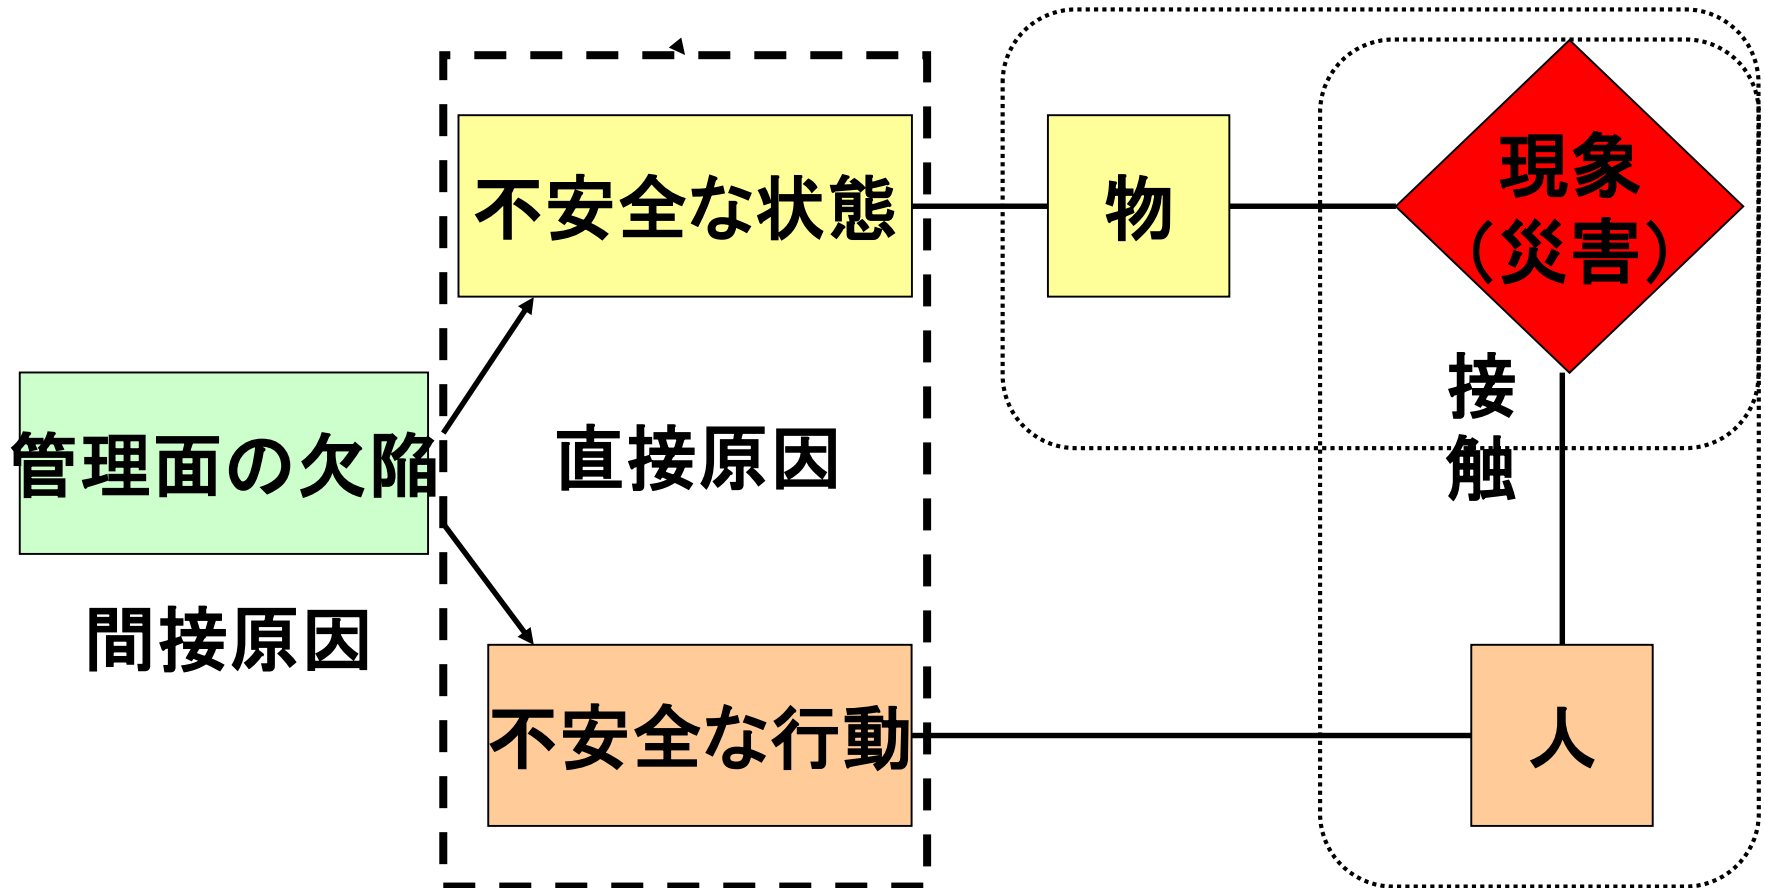 不安全な状態
物
現象
（災害）
接
触
管理面の欠陥
直接原因
間接原因
不安全な行動
人